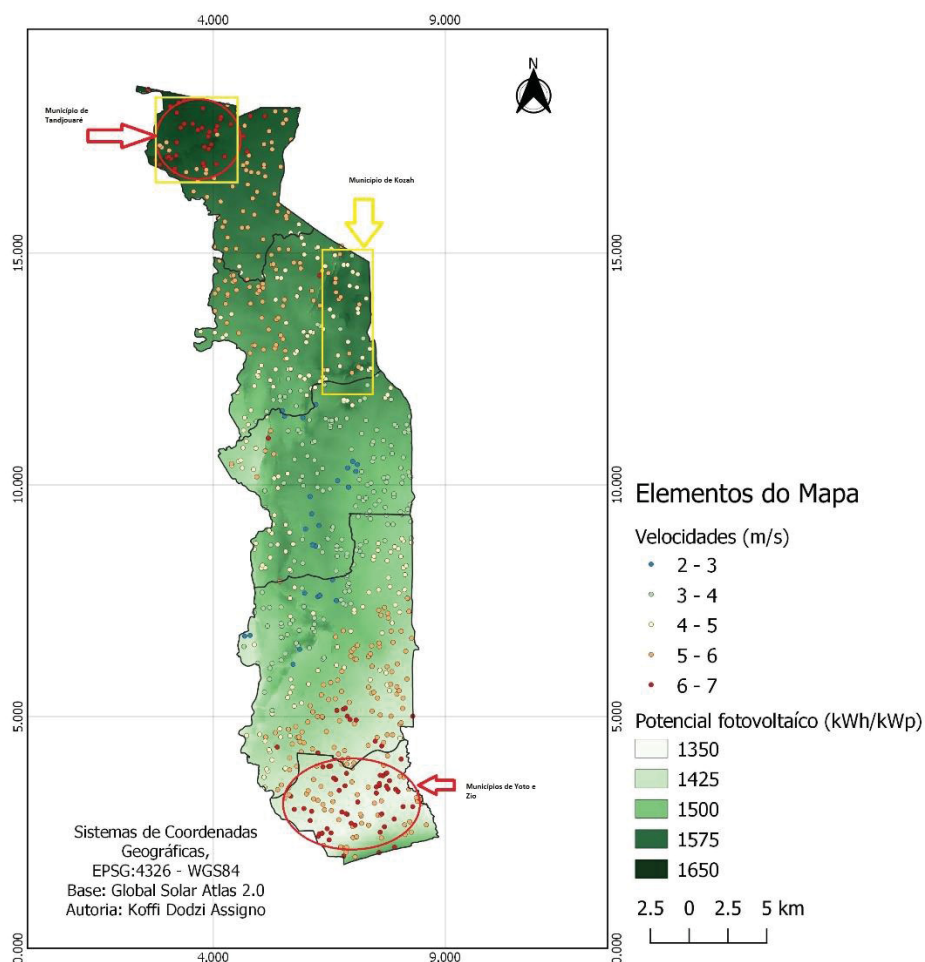 4.000
9.000
N
Município de
Tandjouaré
Município de Kozah
15.000
15.000
10.000
10.000
Elementos do Mapa
Velocidades (m/s)
2 - 3
3 - 4
4 - 5
5 - 6
6 - 7
5.000
5.000
Potencial fotovoltaíco (kWh/kWp)
1350
1425
1500
1575
1650
Municípios de Yoto e
Zio
Sistemas de Coordenadas
Geográficas,
EPSG:4326 - WGS84
Base: Global Solar Atlas 2.0
Autoria: Koffi Dodzi Assigno
2.5 0 2.5 5 km
4.000
9.000